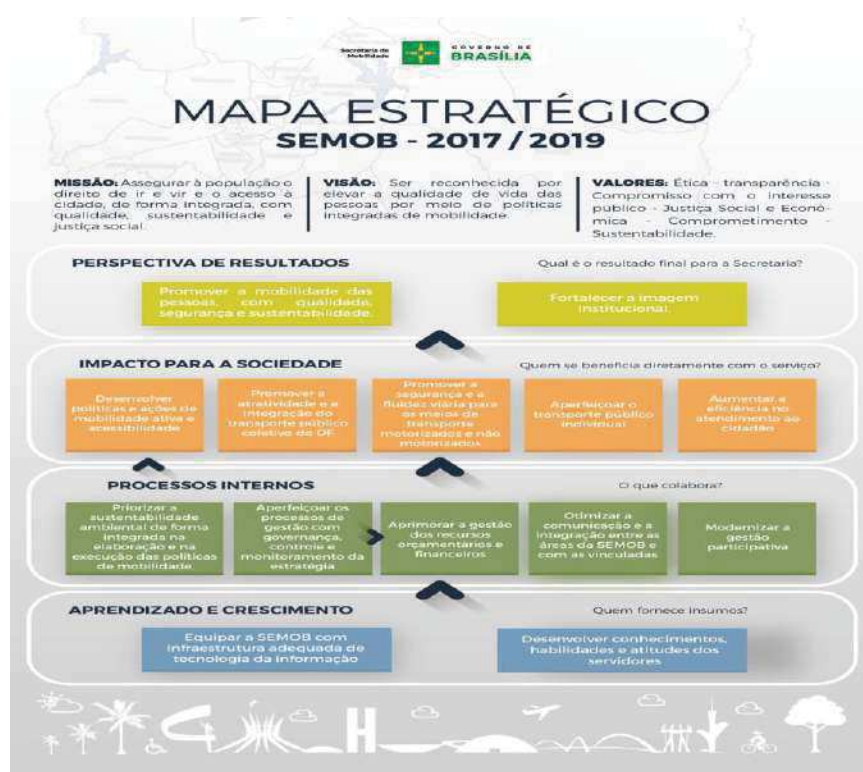 Secretaria de
Mobilidade
GOVERNO DE
BRASÍLIA
MAPA ESTRATÉGICO
SEMOB - 2017 / 2019
MISSÃO: Assegurar à população o
direito de ir e vir e o acesso à
cidade, de forma integrada, com
qualidade, sustentabilidade e
justiça social.
VISÃO: Ser reconhecida por
elevar a qualidade de vida das
pessoas por meio de políticas
integradas de mobilidade.
VALORES: Ética - transparência -
Compromisso com o interesse
público - Justiça Social e Econô-
mica - Comprometimento -
Sustentabilidade.
PERSPECTIVA DE RESULTADOS
Qual é o resultado final para a Secretaria?
Promover a mobilidade das
pessoas, com qualidade,
segurança e sustentabilidade.
Fortalecer a imagem
institucional.
IMPACTO PARA A SOCIEDADE
Quem se beneficia diretamente com o serviço?
Desenvolver
políticas e ações de
mobilidade ativa e
acessibilidade
Promover a
atratividade e a
integração do
transporte público
coletivo do DF
Promover a
segurança e a
fluidez viária para
os meios de
transporte
motorizados e não
motorizados
Aperfeiçoar o
transporte público
individual
Aumentar a
eficiência no
atendimento ao
cidadão
PROCESSOS INTERNOS
O que colabora?
Priorizar a
sustentabilidade
ambiental de forma
integrada na
elaboração e na
execução das políticas
de mobilidade
Aperfeiçoar os
processos de
gestão com
governança,
controle e
monitoramento da
estratégia
Aprimorar a gestão
dos recursos
orçamentários e
financeiros
Otimizar a
comunicação e a
integração entre as
áreas da SEMOB e
com as vinculadas
Modernizar a
gestão
participativa
APRENDIZADO E CRESCIMENTO
Quem fornece insumos?
Equipar a SEMOB com
infraestrutura adequada de
tecnologia da informação
Desenvolver conhecimentos,
habilidades e atitudes dos
servidores